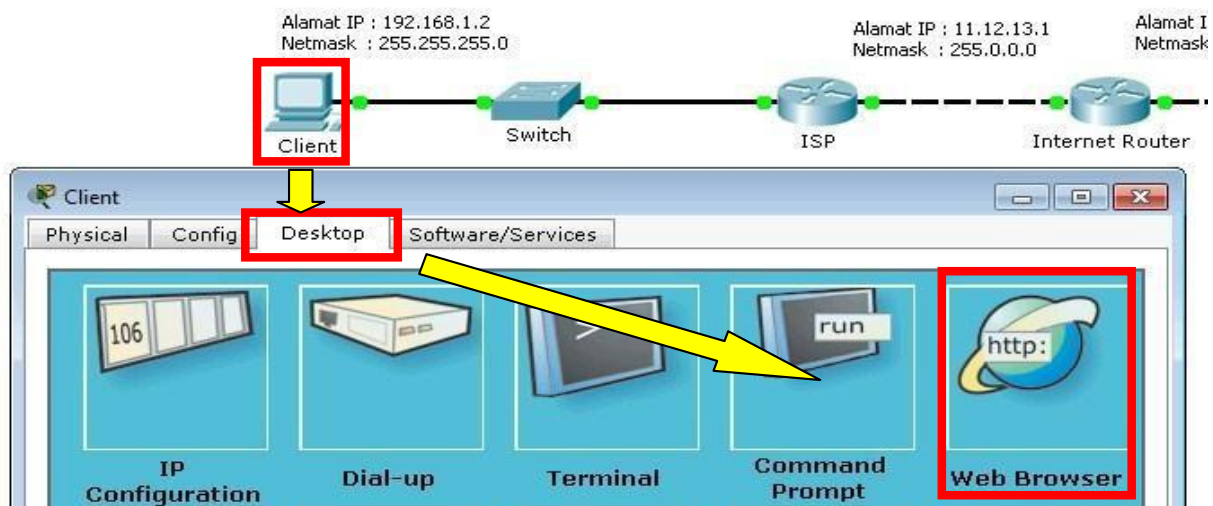 Alamat IP : 192.168.1.2
Netmask : 255.255.255.0
Alamat IP : 11.12.13.1
Netmask : 255.0.0.0
Alamat I
Netmask
Client
Switch
ISP
Internet Router
Client
Physical Config Desktop Software/Services
106
>
run
http:
IP
Configuration
Dial-up
Terminal
Command
Prompt
Web Browser